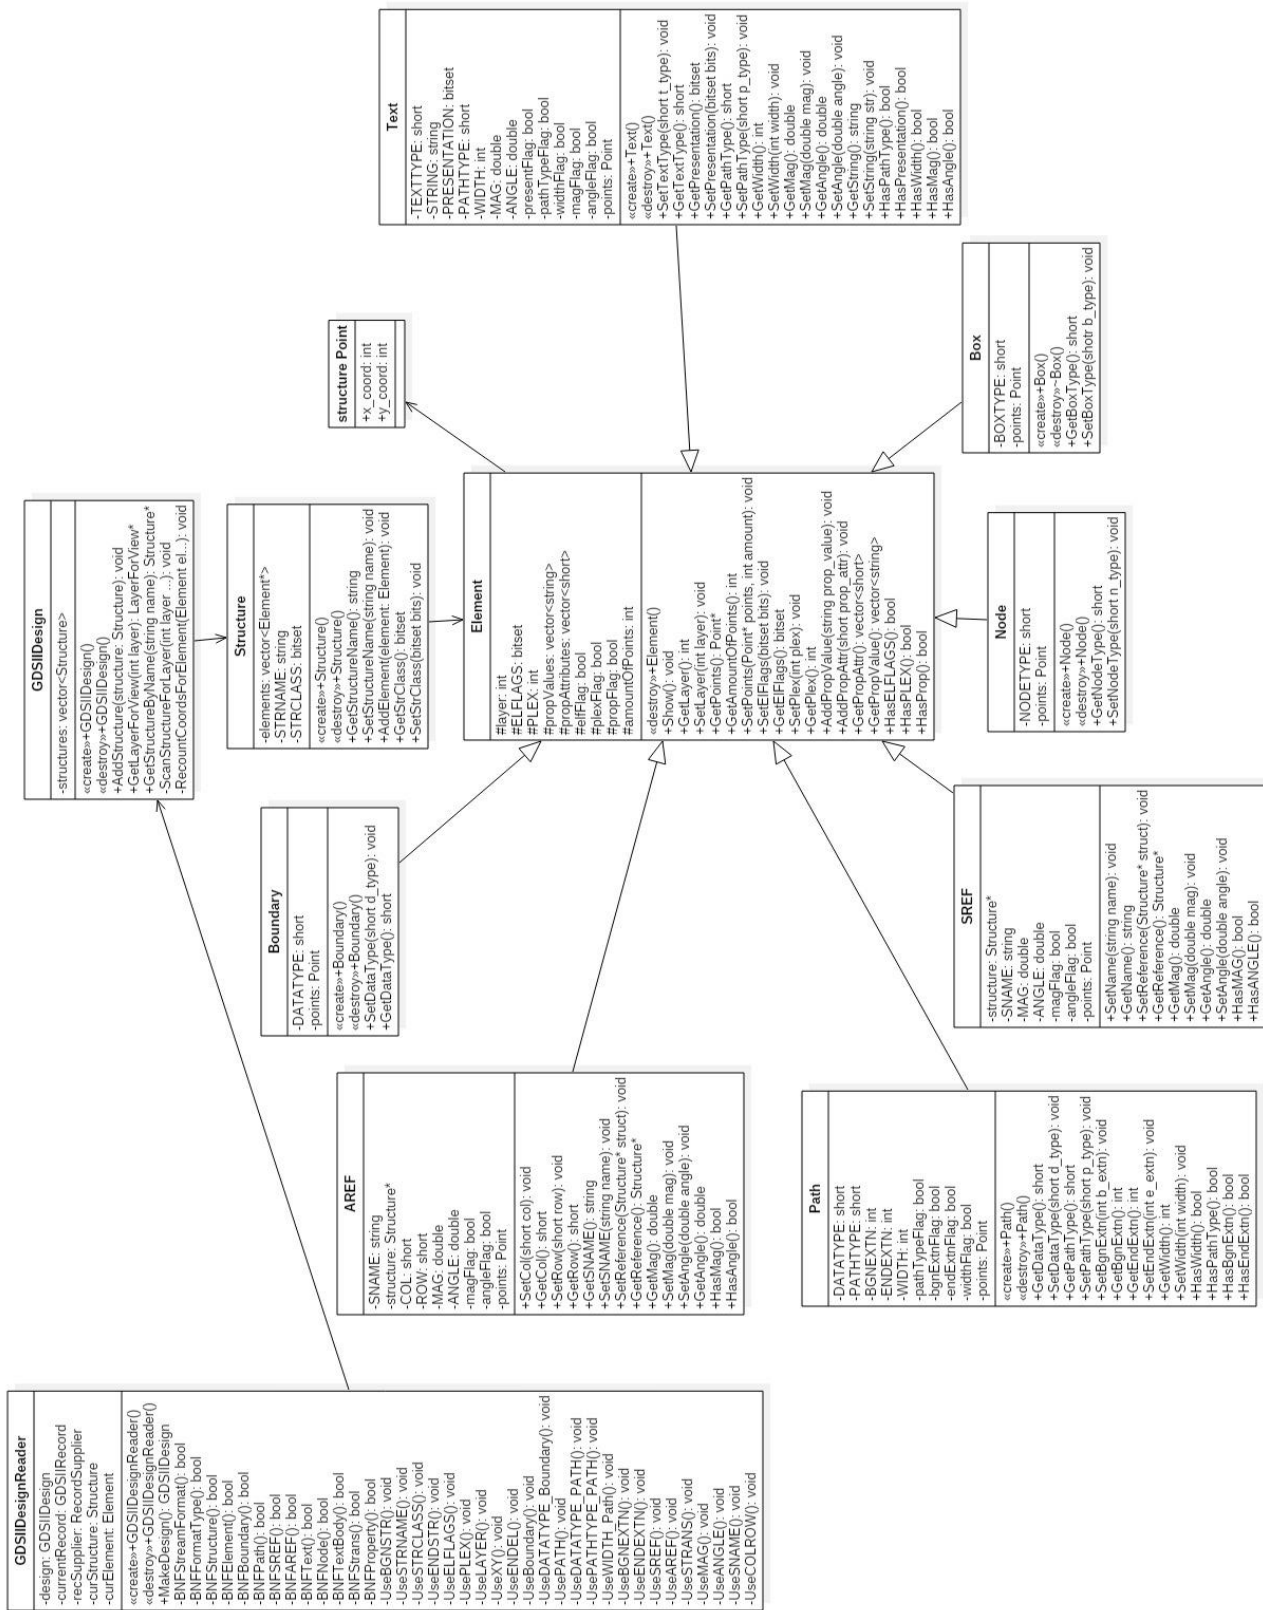 GDSIIDesignReader
-design: GDSIIDesign
-currentRecord: GDSIIRecord
-recSupplier: RecordSupplier
-curStructure: Structure
-curElement: Element
«create»+GDSIIDesignReader()
«destroy»+GDSIIDesignReader()
+MakeDesign(): GDSIIDesign
-BNFStreamFormat(): bool
-BNFFormatType(): bool
-BNFStructure(): bool
-BNFElement(): bool
-BNFBoundary(): bool
-BNFPath(): bool
-BNFSREF(): bool
-BNFAREF(): bool
-BNFText(): bool
-BNFNode(): bool
-BNFTextBody(): bool
-BNFStrans(): bool
-BNFProperty(): bool
-UseBGNSTR(): void
-UseSTRNAME(): void
-UseSTRCLASS(): void
-UseENDSTR(): void
-UseELFLAGS(): void
-UsePLEX(): void
-UseLAYER(): void
-UseXY(): void
-UseENDEL(): void
-UseBoundary(): void
-UseDATATYPE_Boundary(): void
-UsePATH(): void
-UseDATATYPE_PATH(): void
-UsePATHTYPE_PATH(): void
-UseWIDTH_Path(): void
-UseBGNEXTN(): void
-UseENDEXTN(): void
-UseSREF(): void
-UseAREF(): void
-UseSTRANS(): void
-UseMAG(): void
-UseANGLE(): void
-UseSNAME(): void
-UseCOLROW(): void
GDSIIDesign
-structures: vector<Structure>
«create»+GDSIIDesign()
«destroy»+GDSIIDesign()
+AddStructure(structure: Structure): void
+GetLayerForView(int layer): LayerForView*
+GetStructureByName(string name): Structure*
-ScanStructureForLayer(int layer ...): void
-RecountCoordsForElement(Element el...): void
Structure
-elements: vector<Element*>
-STRNAME: string
-STRCLASS: bitset
«create»+Structure()
«destroy»+Structure()
+GetStructureName(): string
+SetStructureName(string name): void
+AddElement(element: Element): void
+GetStrClass(): bitset
+SetStrClass(bitset bits): void
structure Point
+x_coord: int
+y_coord: int
Text
-TEXTTYPE: short
-STRING: string
-PRESENTATION: bitset
-PATHTYPE: short
-WIDTH: int
-MAG: double
-ANGLE: double
-presentFlag: bool
-pathTypeFlag: bool
-widthFlag: bool
-magFlag: bool
-angleFlag: bool
-points: Point
«create»+Text()
«destroy»+Text()
+SetTextType(short t_type): void
+GetTextType(): short
+GetPresentation(): bitset
+SetPresentation(bitset bits): void
+GetPathType(): short
+SetPathType(short p_type): void
+GetWidth(): int
+SetWidth(int width): void
+GetMag(): double
+SetMag(double mag): void
+GetAngle(): double
+SetAngle(double angle): void
+GetString(): string
+SetString(string str): void
+HasPathType(): bool
+HasPresentation(): bool
+HasWidth(): bool
+HasMag(): bool
+HasAngle(): bool
Boundary
-DATATYPE: short
-points: Point
«create»+Boundary()
«destroy»+Boundary()
+SetDataType(short d_type): void
+GetDataType(): short
Element
#layer: int
#ELFLAGS: bitset
#PLEX: int
#propValues: vector<string>
#propAttributes: vector<short>
#elfFlag: bool
#plexFlag: bool
#propFlag: bool
#amountOfPoints: int
«destroy»+Element()
+Show(): void
+GetLayer(): int
+SetLayer(int layer): void
+GetPoints(): Point*
+GetAmountOfPoints(): int
+SetPoints(Point* points, int amount): void
+SetElFlags(bitset bits): void
+GetElFlags(): bitset
+SetPlex(int plex): void
+GetPlex(): int
+AddPropValue(string prop_value): void
+AddPropAttr(short prop_attr): void
+GetPropAttr(): vector<short>
+GetPropValue(): vector<string>
+HasELFLAGS(): bool
+HasPLEX(): bool
+HasProp(): bool
AREF
-SNAME: string
-structure: Structure*
-COL: short
-ROW: short
-MAG: double
-ANGLE: double
-magFlag: bool
-angleFlag: bool
-points: Point
+SetCol(short col): void
+GetCol(): short
+SetRow(short row): void
+GetRow(): short
+GetSNAME(): string
+SetSNAME(string name): void
+SetReference(Structure* struct): void
+GetReference(): Structure*
+GetMag(): double
+SetMag(double mag): void
+SetAngle(double angle): void
+GetAngle(): double
+HasMag(): bool
+HasAngle(): bool
Path
-DATATYPE: short
-PATHTYPE: short
-BGNEXTN: int
-ENDEXTN: int
-WIDTH: int
-pathTypeFlag: bool
-bgnExtnFlag: bool
-endExtnFlag: bool
-widthFlag: bool
-points: Point
«create»+Path()
«destroy»+Path()
+GetDataType(): short
+SetDataType(short d_type): void
+GetPathType(): short
+SetPathType(short p_type): void
+SetBgnExtn(int b_extn): void
+GetBgnExtn(): int
+GetEndExtn(): int
+SetEndExtn(int e_extn): void
+GetWidth(): int
+SetWidth(int width): void
+HasWidth(): bool
+HasPathType(): bool
+HasBgnExtn(): bool
+HasEndExtn(): bool
SREF
-structure: Structure*
-SNAME: string
-MAG: double
-ANGLE: double
-magFlag: bool
-angleFlag: bool
-points: Point
+SetName(string name): void
+GetName(): string
+SetReference(Structure* struct): void
+GetReference(): Structure*
+GetMag(): double
+SetMag(double mag): void
+GetAngle(): double
+SetAngle(double angle): void
+HasMAG(): bool
+HasANGLE(): bool
Node
-NODETYPE: short
-points: Point
«create»+Node()
«destroy»+Node()
+GetNodeType(): short
+SetNodeType(short n_type): void
Box
-BOXTYPE: short
-points: Point
«create»+Box()
«destroy»~Box()
+GetBoxType(): short
+SetBoxType(shotr b_type): void